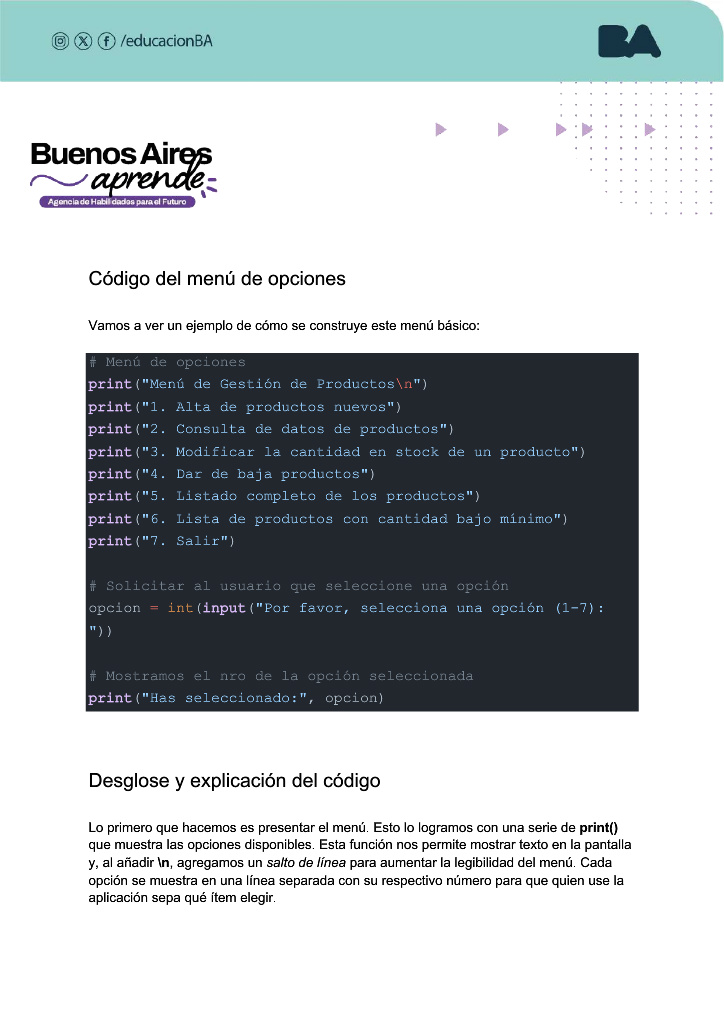 /educacionBA
BA
Buenos Aires
aprende
Agencia de Habilidades para el Futuro
Código del menú de opciones
Vamos a ver un ejemplo de cómo se construye este menú básico:
# Menú de opciones
print("Menú de Gestión de Productos\n")
print("1. Alta de productos nuevos")
print("2. Consulta de datos de productos")
print("3. Modificar la cantidad en stock de un producto")
print("4. Dar de baja productos")
print("5. Listado completo de los productos")
print("6. Lista de productos con cantidad bajo mínimo")
print("7. Salir")
# Solicitar al usuario que seleccione una opción
opcion = int(input("Por favor, selecciona una opción (1-7):
"))
# Mostramos el nro de la opción seleccionada
print("Has seleccionado:", opcion)
Desglose y explicación del código
Lo primero que hacemos es presentar el menú. Esto lo logramos con una serie de print()
que muestra las opciones disponibles. Esta función nos permite mostrar texto en la pantalla
y, al añadir \n, agregamos un salto de línea para aumentar la legibilidad del menú. Cada
opción se muestra en una línea separada con su respectivo número para que quien use la
aplicación sepa qué ítem elegir.